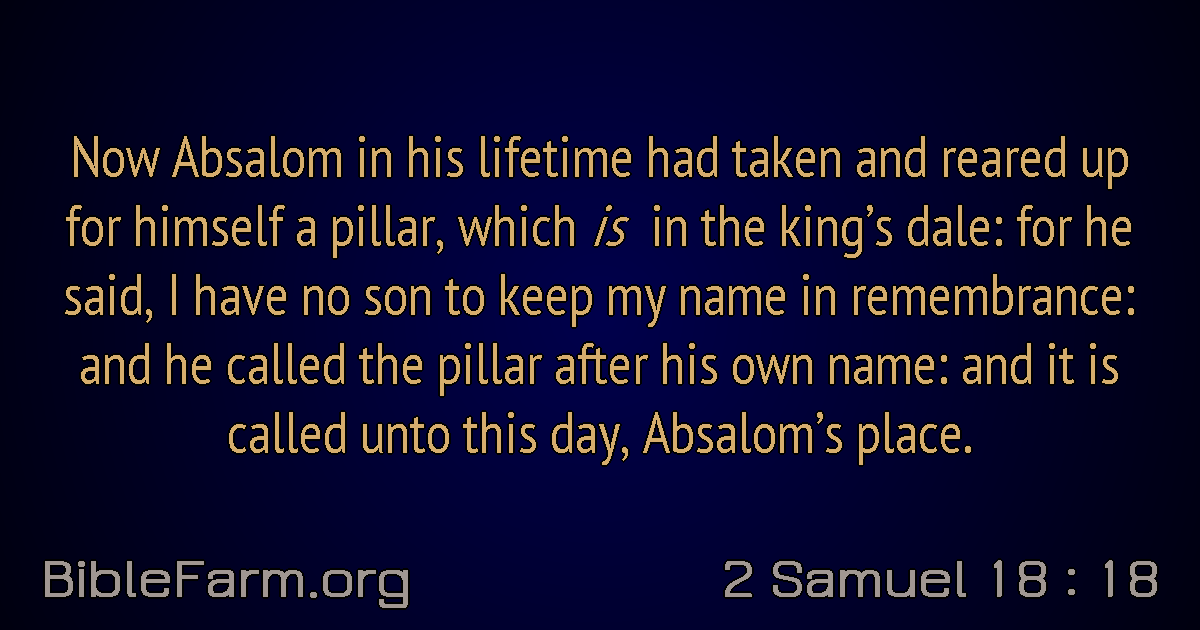 Now Absalom in his lifetime had taken and reared up
for himself a pillar, which is in the king’s dale: for he
said, I have no son to keep my name in remembrance:
and he called the pillar after his own name: and it is
called unto this day, Absalom’s place.
BibleFarm.org
2 Samuel 18 : 18